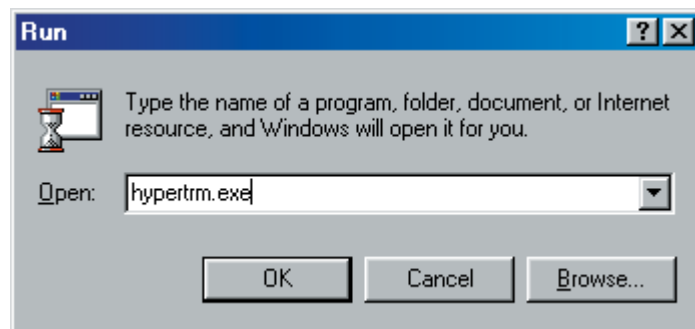 Run
Type the name of a program, folder, document, or Internet
resource, and Windows will open it for you.
Open: hypertrm.exe
OK Cancel Browse...